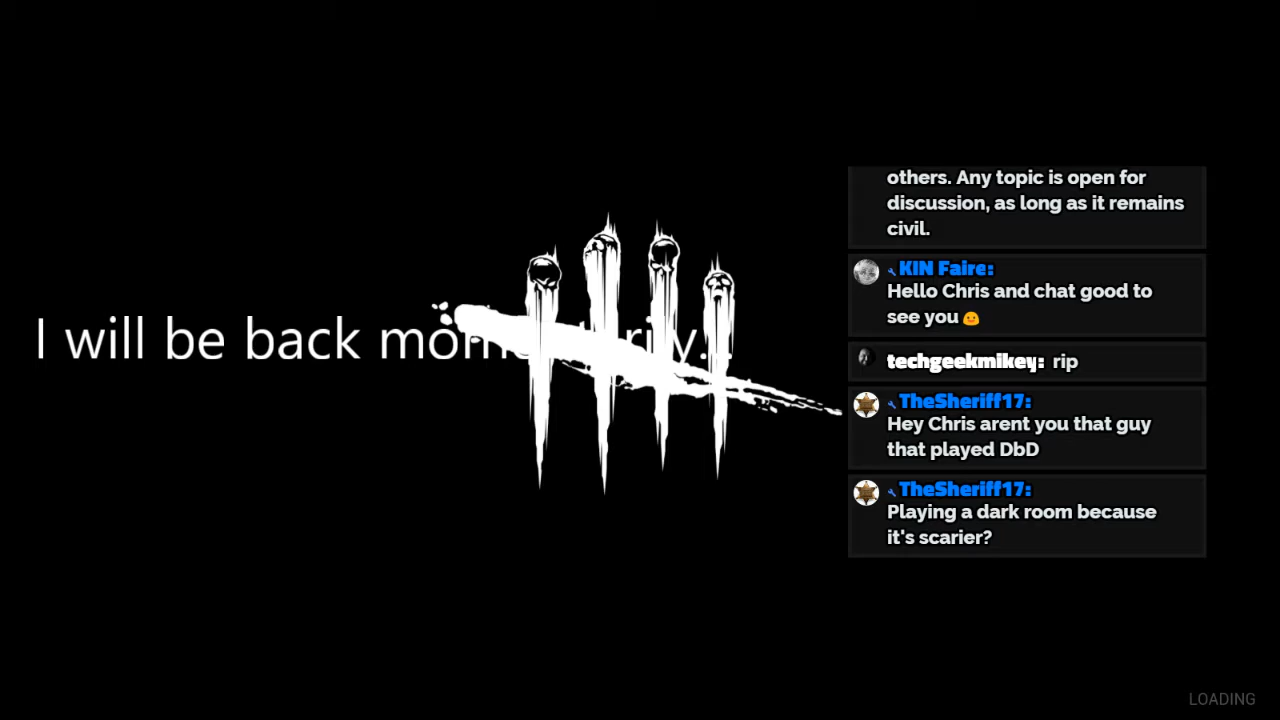 others. Any topic is open for
discussion, as long as it remains
civil.
KIN Faire:
Hello Chris and chat good to
see you
techgeekmikey: rip
TheSheriff17:
Hey Chris arent you that guy
that played DbD
TheSheriff17:
Playing a dark room because
it's scarier?
I will be back
LOADING